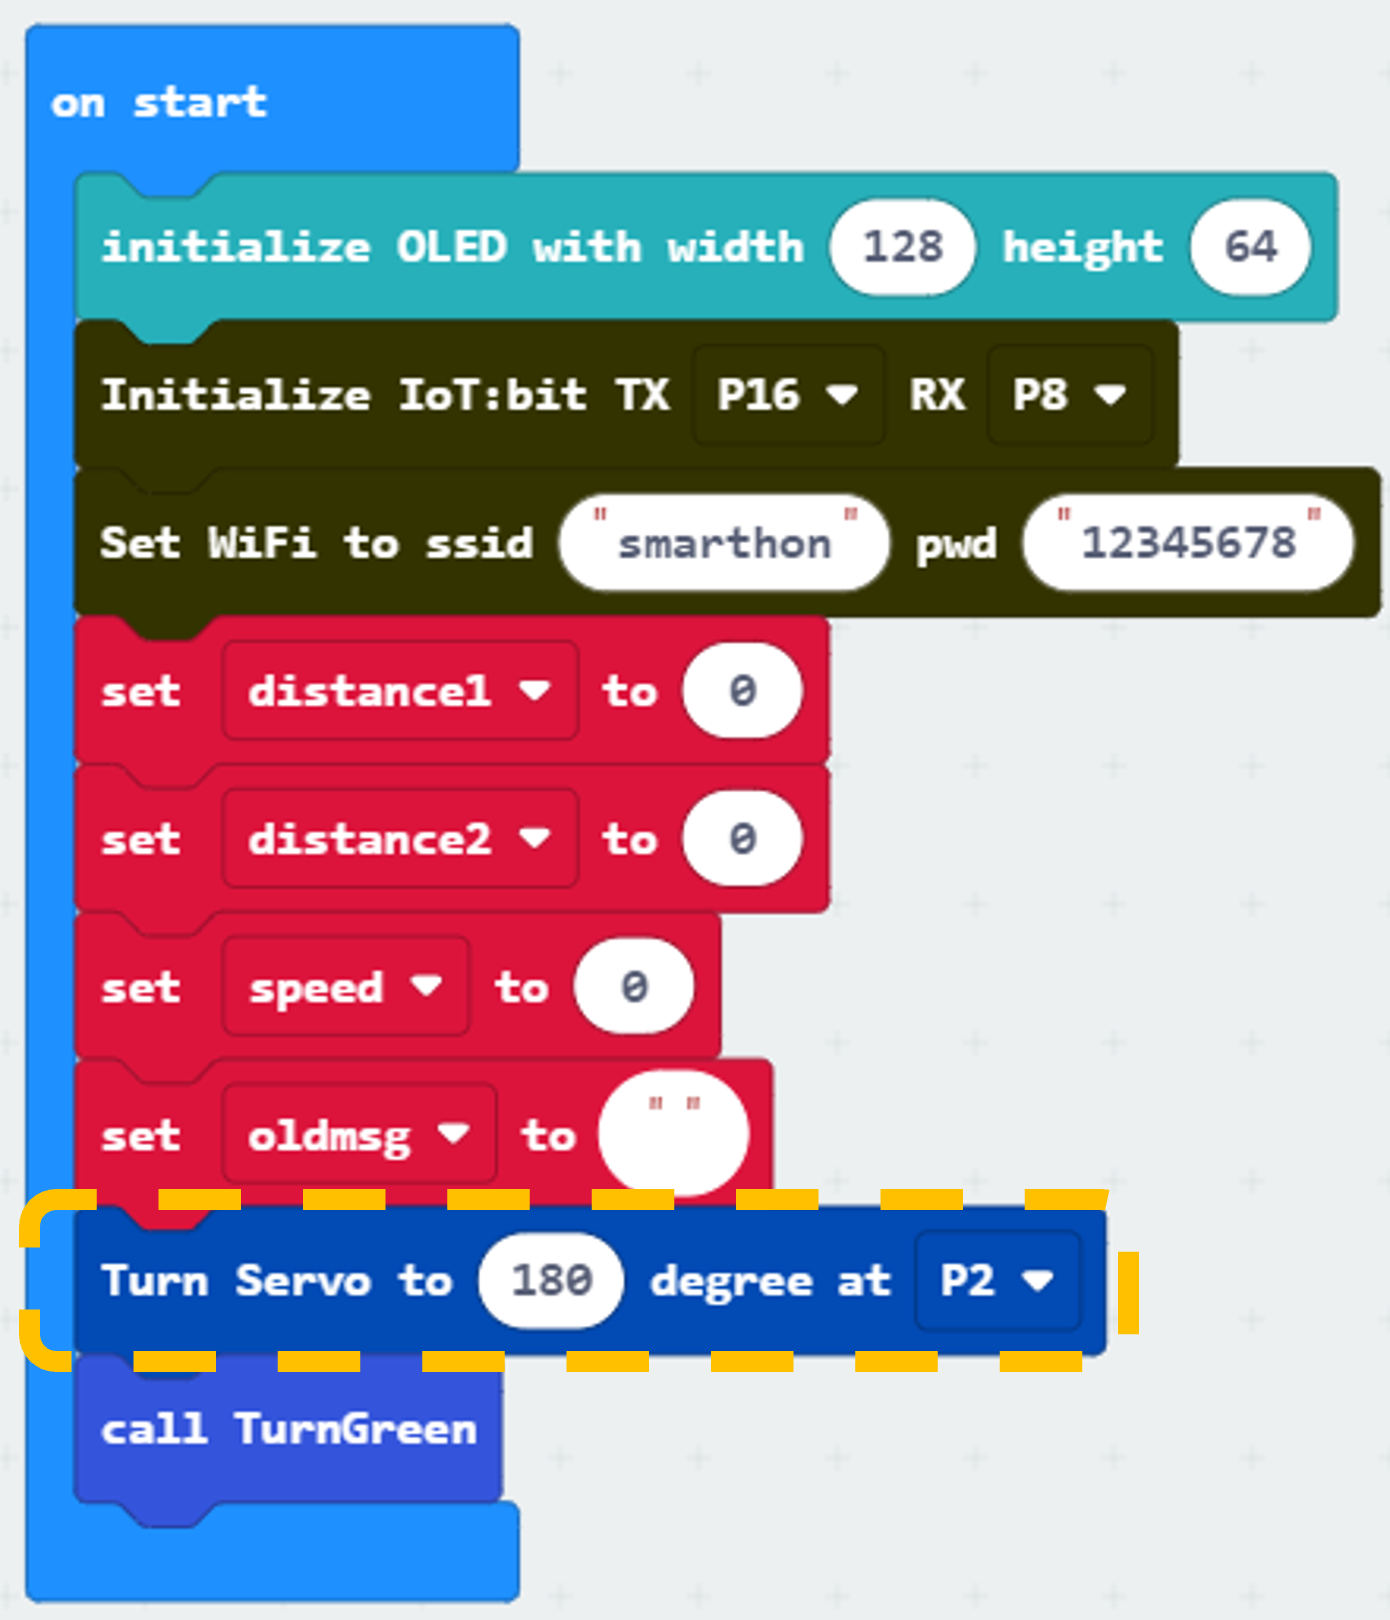 on start
initialize OLED with width 128 height 64
Initialize IoT:bit TX P16 RX P8
Set WiFi to ssid "smarthon" pwd "12345678"
set distance1 to 0
set distance2 to 0
set speed to 0
set oldmsg to " "
Turn Servo to 180 degree at P2
call TurnGreen